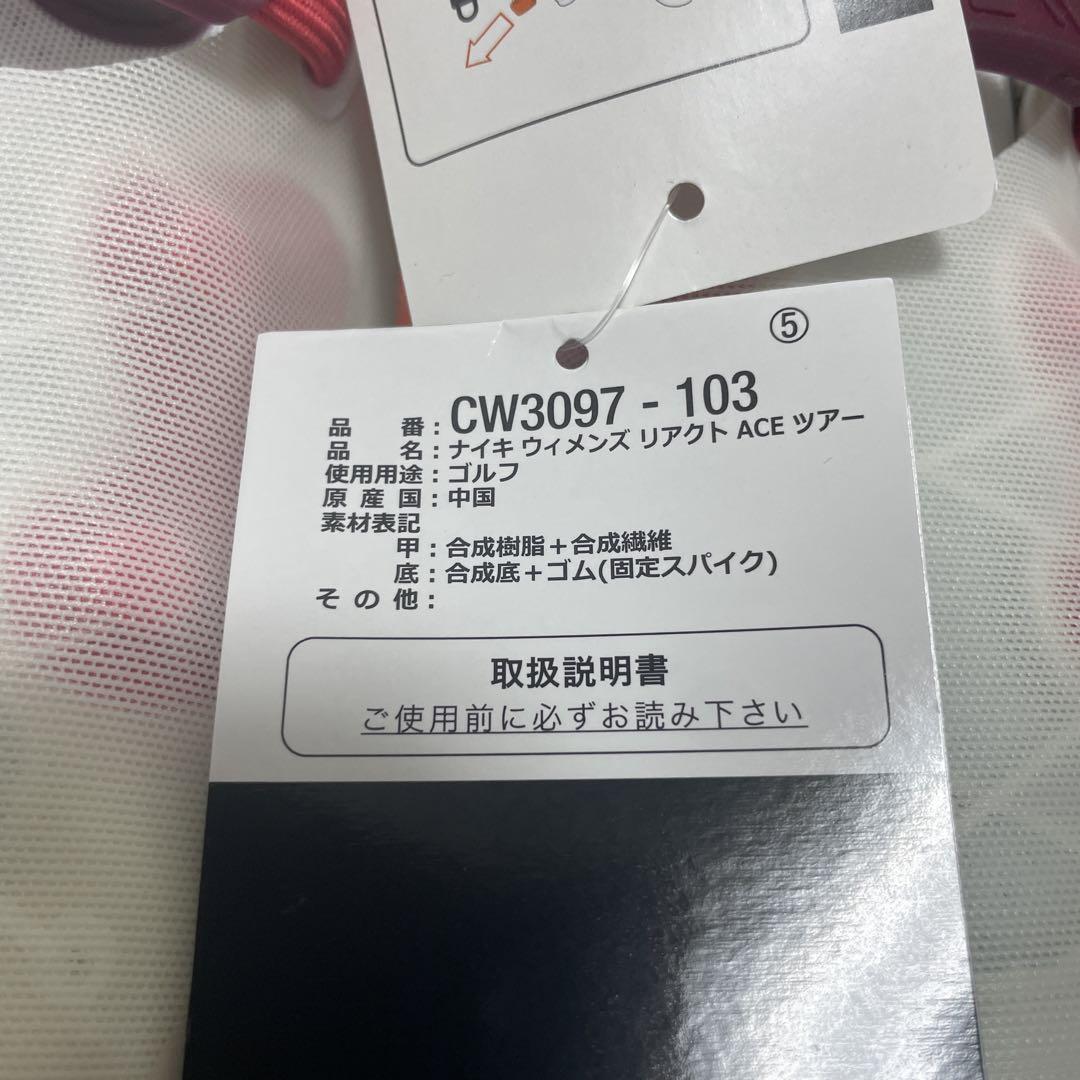 ⑤
品番：CW3097 - 103
品名：ナイキ ウィメンズ リアクト ACE ツアー
使用用途：ゴルフ
原産国：中国
素材表記
甲：合成樹脂＋合成繊維
底：合成底＋ゴム(固定スパイク)
その他：
取扱説明書
ご使用前に必ずお読み下さい